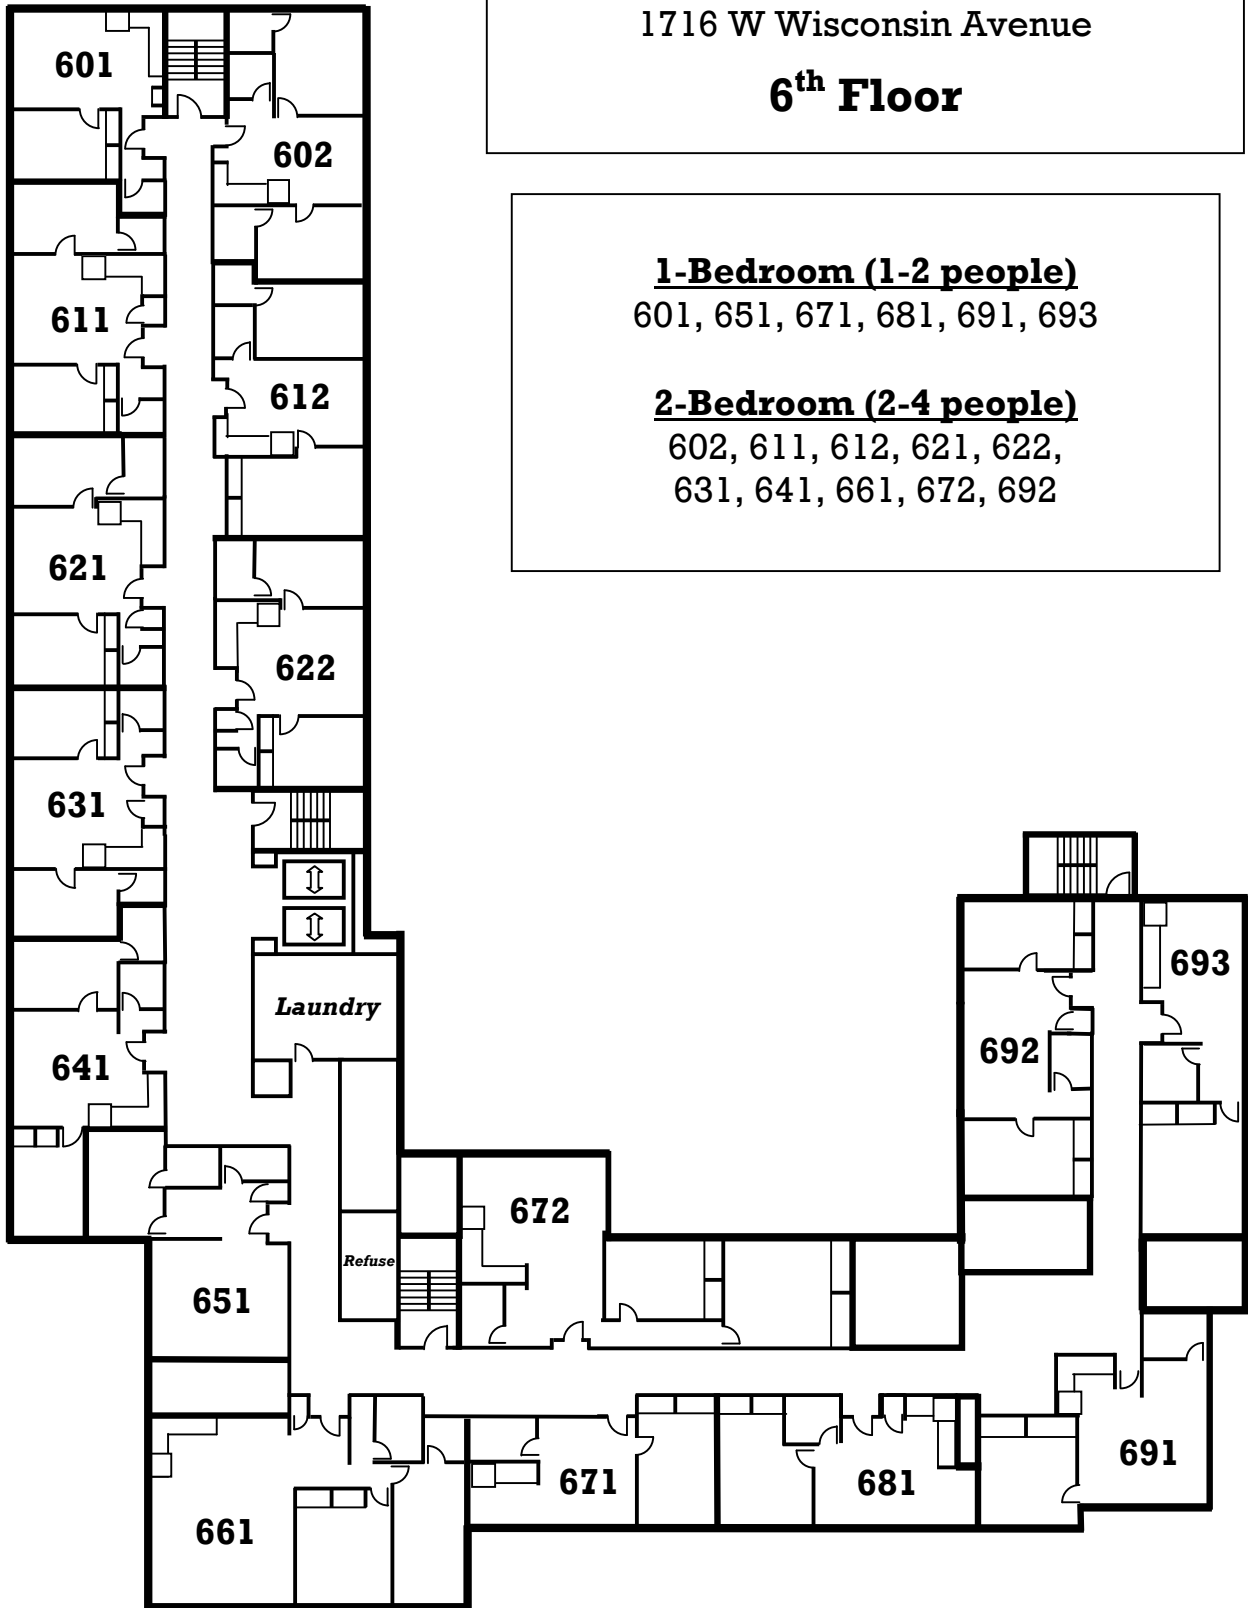 1716 W Wisconsin Avenue
6th Floor
1-Bedroom (1-2 people)
601, 651, 671, 681, 691, 693
2-Bedroom (2-4 people)
602, 611, 612, 621, 622,
631, 641, 661, 672, 692
601
602
611
612
621
622
631
693
Laundry
692
641
672
Refuse
651
691
671
681
661